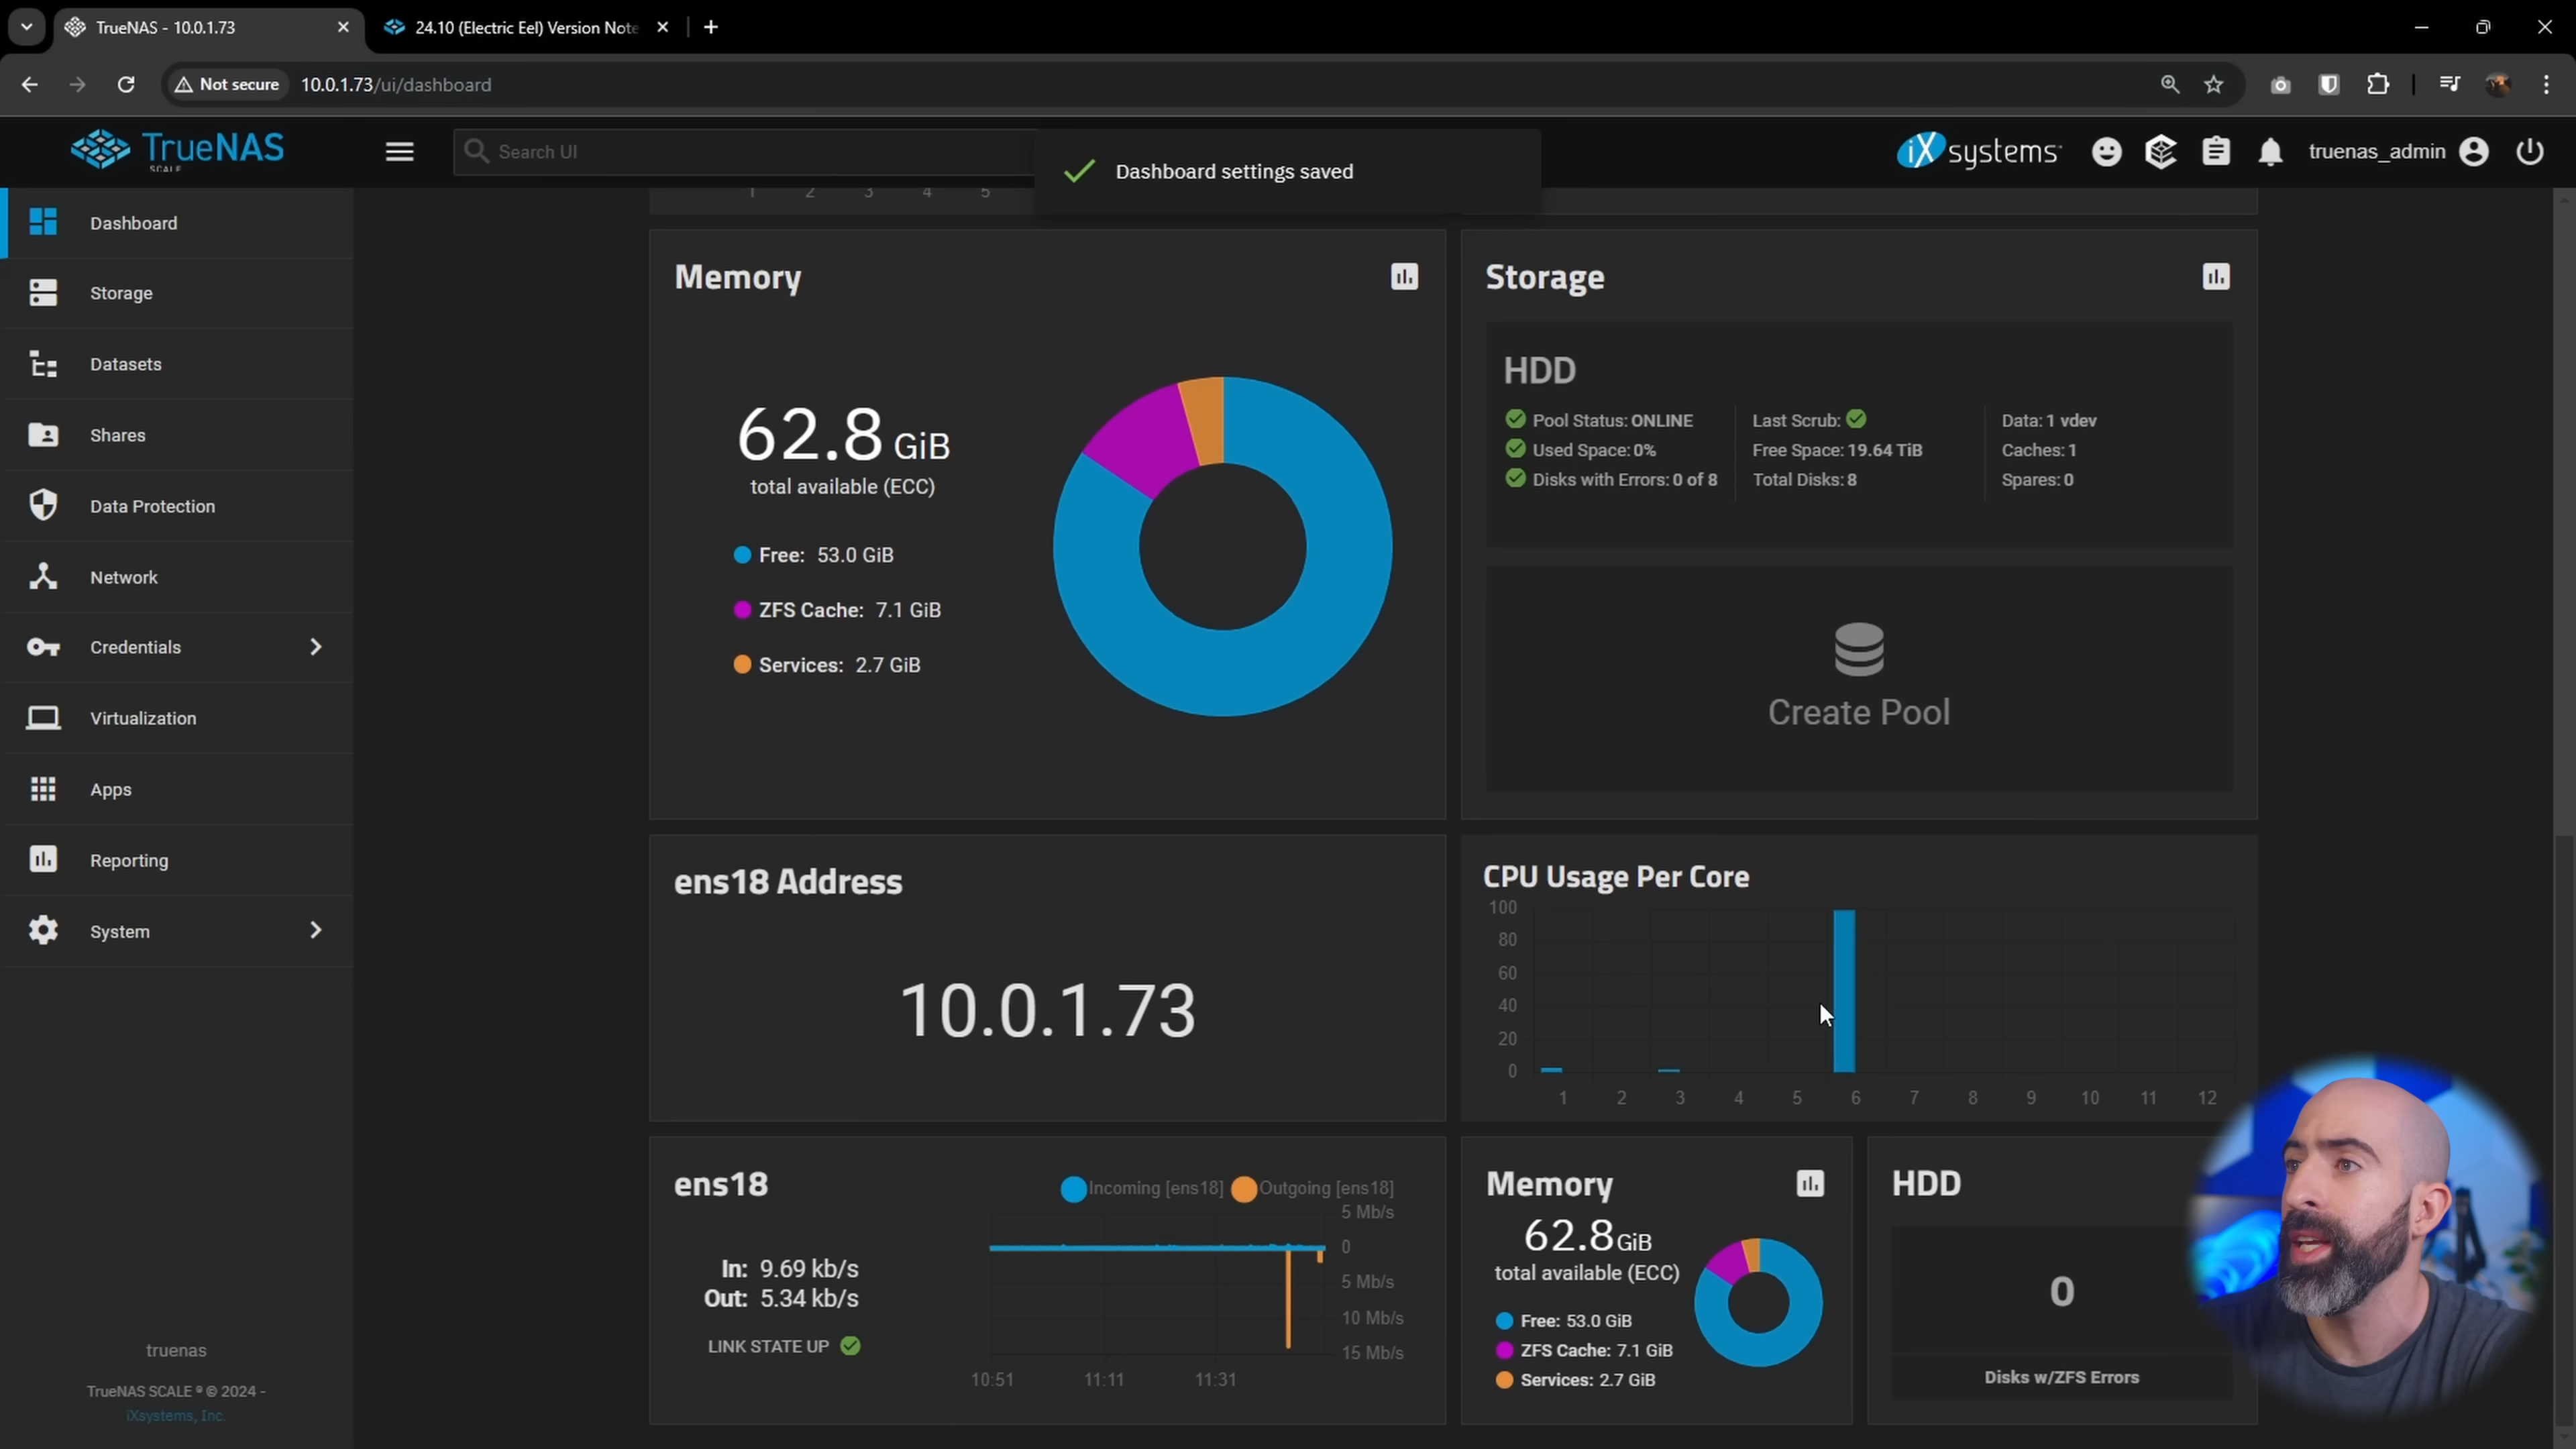 TrueNAS - 10.0.1.73
24.10 (Electric Eel) Version Note
Not secure
10.0.1.73/ui/dashboard
TrueNAS
SCALE
Search UI
Dashboard settings saved
iXsystems
truenas_admin
Dashboard
Storage
Datasets
Shares
Data Protection
Network
Credentials
Virtualization
Apps
Reporting
System
truenas
TrueNAS SCALE ® © 2024 -
iXsystems, Inc.
1 2 3 4 5
Memory
62.8 GiB
total available (ECC)
Free: 53.0 GiB
ZFS Cache: 7.1 GiB
Services: 2.7 GiB
Storage
HDD
Pool Status: ONLINE
Used Space: 0%
Disks with Errors: 0 of 8
Last Scrub:
Free Space: 19.64 TiB
Total Disks: 8
Data: 1 vdev
Caches: 1
Spares: 0
Create Pool
ens18 Address
10.0.1.73
CPU Usage Per Core
100
80
60
40
20
0
1 2 3 4 5 6 7 8 9 10 11 12
ens18
In: 9.69 kb/s
Out: 5.34 kb/s
LINK STATE UP
Incoming [ens18] Outgoing [ens18]
5 Mb/s
0
5 Mb/s
10 Mb/s
15 Mb/s
10:51 11:11 11:31
Memory
62.8 GiB
total available (ECC)
Free: 53.0 GiB
ZFS Cache: 7.1 GiB
Services: 2.7 GiB
HDD
0
Disks w/ZFS Errors